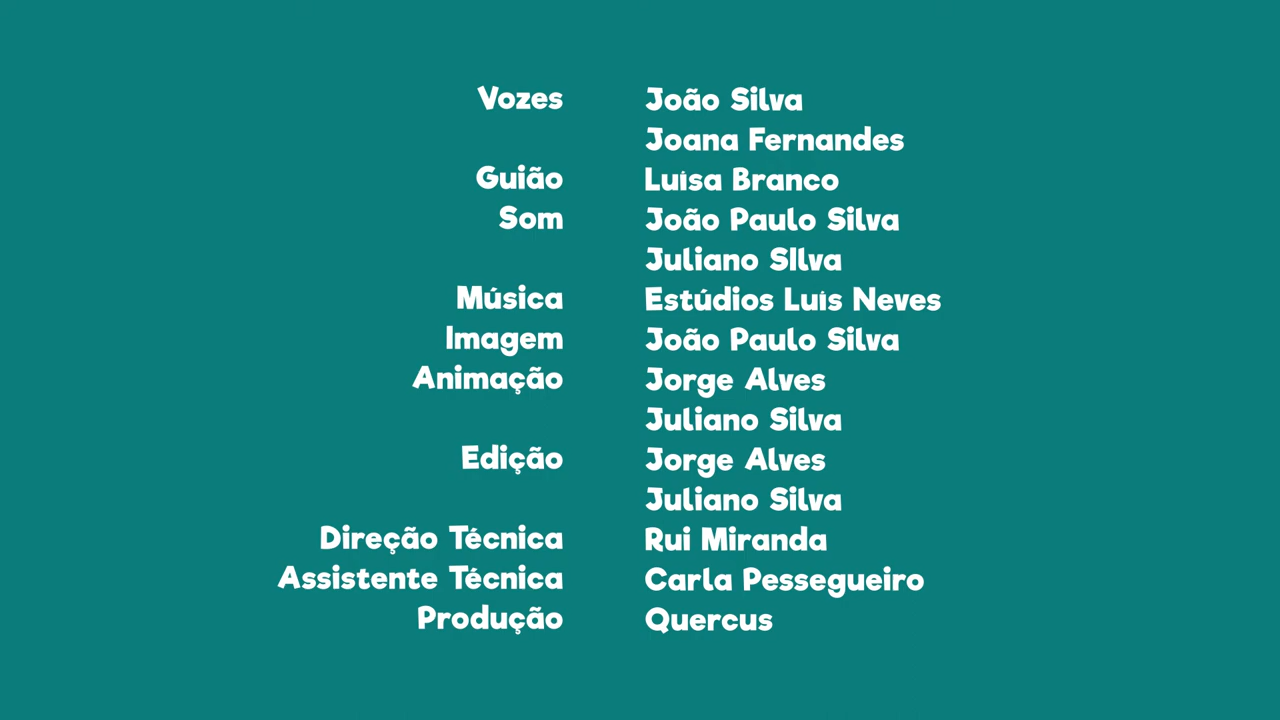 Vozes João Silva
Joana Fernandes
Guião Luísa Branco
Som João Paulo Silva
Juliano SIlva
Música Estúdios Luís Neves
Imagem João Paulo Silva
Animação Jorge Alves
Juliano Silva
Edição Jorge Alves
Juliano Silva
Direção Técnica Rui Miranda
Assistente Técnica Carla Pessegueiro
Produção Quercus